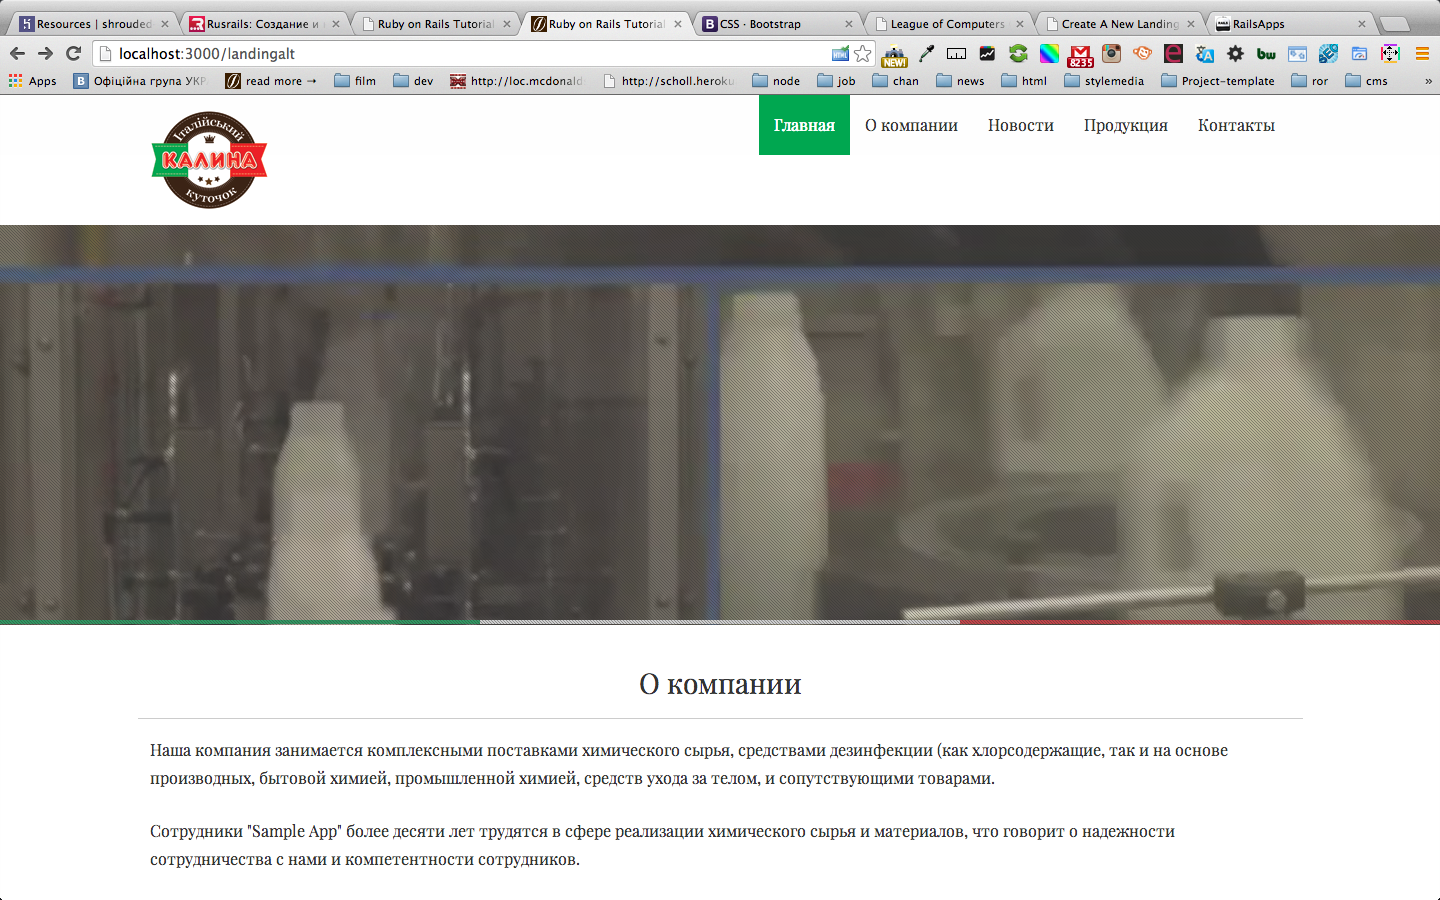 Resources | shrouded
Rusrails: Создание и
Ruby on Rails Tutorial
Ruby on Rails Tutorial
CSS · Bootstrap
League of Computers
Create A New Landing
RailsApps
localhost:3000/landingalt
NEW!
8235
bw
Apps
Офіційна група УКР
read more →
film
dev
http://loc.mcdonald
http://scholl.heroku
node
job
chan
news
html
stylemedia
Project-template
ror
cms
»
Італійський
КАЛИНА
куточок
Главная
О компании
Новости
Продукция
Контакты
О компании
Наша компания занимается комплексными поставками химического сырья, средствами дезинфекции (как хлорсодержащие, так и на основе
производных, бытовой химией, промышленной химией, средств ухода за телом, и сопутствующими товарами.
Сотрудники "Sample App" более десяти лет трудятся в сфере реализации химического сырья и материалов, что говорит о надежности
сотрудничества с нами и компетентности сотрудников.